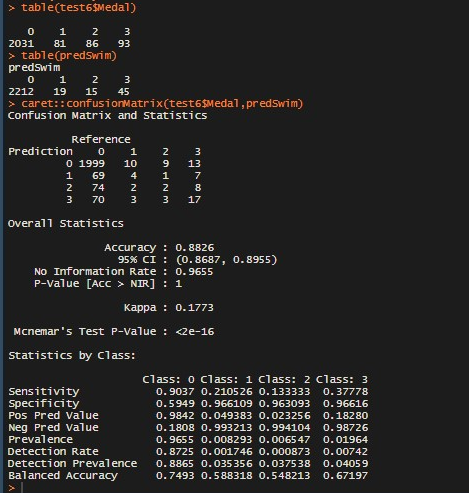 > table(test6$Medal)
0 1 2 3
2031 81 86 93
> table(predSwim)
predSwim
0 1 2 3
2212 19 15 45
> caret::confusionMatrix(test6$Medal,predSwim)
Confusion Matrix and Statistics
Reference
Prediction 0 1 2 3
0 1999 10 9 13
1 69 4 1 7
2 74 2 2 8
3 70 3 3 17
Overall Statistics
Accuracy : 0.8826
95% CI : (0.8687, 0.8955)
No Information Rate : 0.9655
P-Value [Acc > NIR] : 1
Kappa : 0.1773
Mcnemar's Test P-Value : <2e-16
Statistics by Class:
Class: 0 Class: 1 Class: 2 Class: 3
Sensitivity 0.9037 0.210526 0.133333 0.37778
Specificity 0.5949 0.966109 0.963093 0.96616
Pos Pred Value 0.9842 0.049383 0.023256 0.18280
Neg Pred Value 0.1808 0.993213 0.994104 0.98726
Prevalence 0.9655 0.008293 0.006547 0.01964
Detection Rate 0.8725 0.001746 0.000873 0.00742
Detection Prevalence 0.8865 0.035356 0.037538 0.04059
Balanced Accuracy 0.7493 0.588318 0.548213 0.67197
>